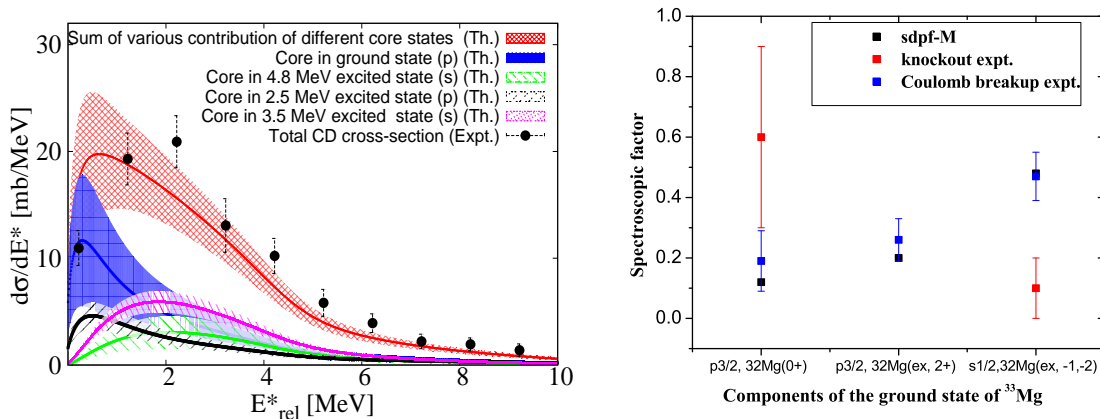 Sum of various contribution of different core states (Th.)
Core in ground state (p) (Th.)
Core in 4.8 MeV excited state (s) (Th.)
Core in 2.5 MeV excited state (p) (Th.)
Core in 3.5 MeV excited state (s) (Th.)
Total CD cross-section (Expt.)
dσ/dE* [mb/MeV]
30
20
10
0
0
2
4
6
8
10
E*rel [MeV]
sdpf-M
knockout expt.
Coulomb breakup expt.
Spectroscopic factor
1.0
0.8
0.6
0.4
0.2
0.0
p3/2, 32Mg(0+)
p3/2, 32Mg(ex, 2+)
s1/2,32Mg(ex, -1,-2)
Components of the ground state of ³³Mg